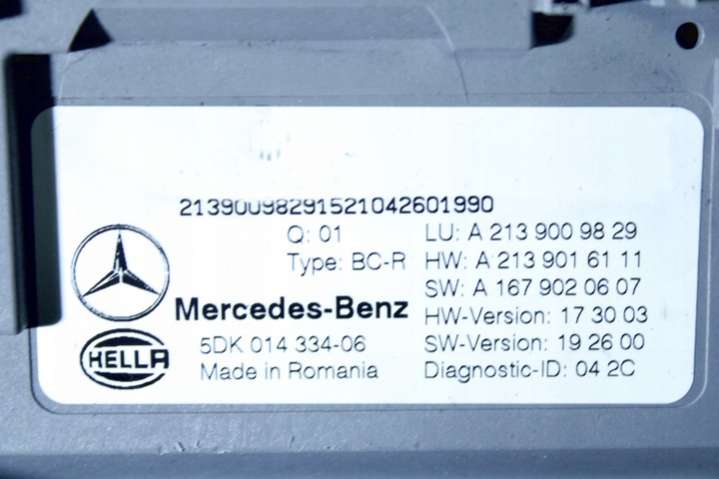 21390098291521042601990
Q: 01
LU: A 213 900 98 29
Type: BC-R
HW: A 213 901 61 11
SW: A 167 902 06 07
Mercedes-Benz
HW-Version: 17 30 03
HELLA
5DK 014 334-06
SW-Version: 19 26 00
Made in Romania
Diagnostic-ID: 04 2C